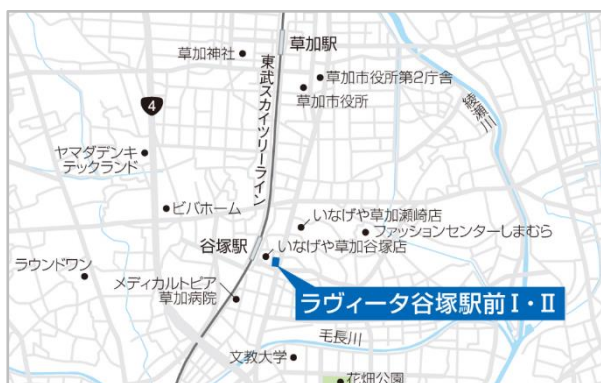 草加駅
草加神社
草加市役所第2庁舎
草加市役所
東武スカイツリーライン
綾瀬川
4
ヤマダデンキ
テックランド
ビバホーム
いなげや草加瀬崎店
ファッションセンターしまむら
谷塚駅
いなげや草加谷塚店
ラウンドワン
メディカルトピア
草加病院
ラヴィータ谷塚駅前Ⅰ・Ⅱ
毛長川
文教大学
花畑公園